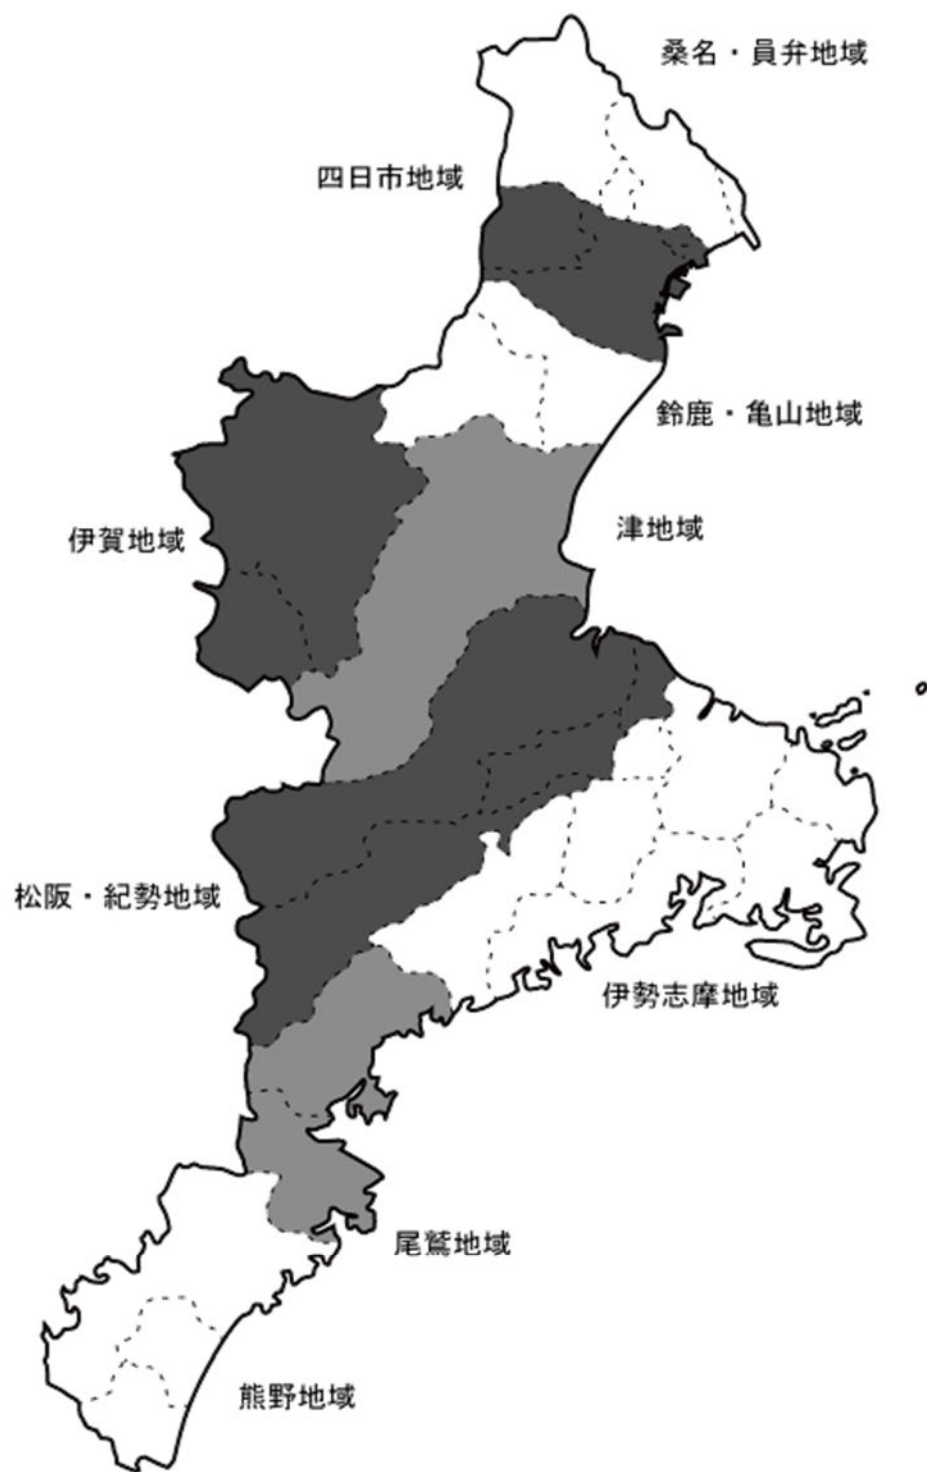 桑名・員弁地域
四日市地域
鈴鹿・亀山地域
津地域
伊賀地域
松阪・紀勢地域
伊勢志摩地域
尾鷲地域
熊野地域